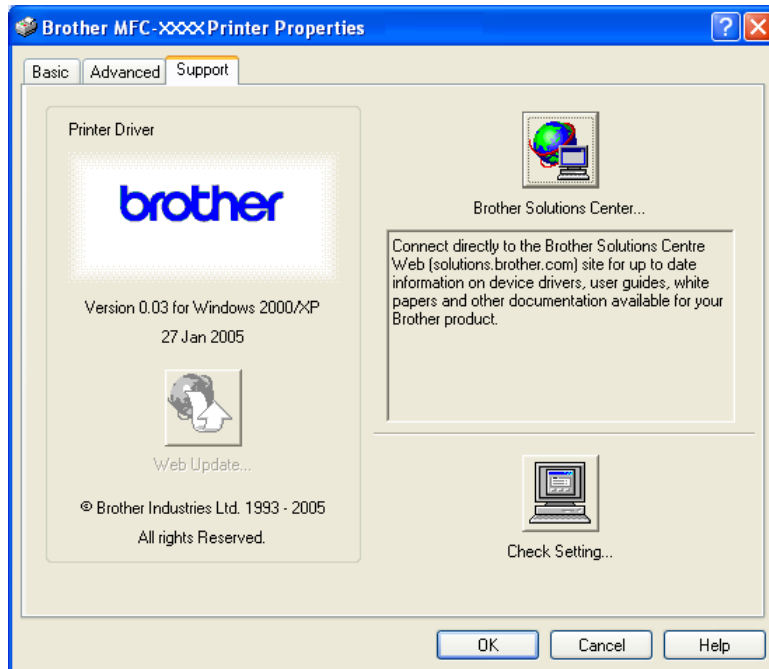 Brother MFC-XXXX Printer Properties
Basic
Advanced
Support
Printer Driver
brother
Version 0.03 for Windows 2000/XP
27 Jan 2005
Web Update...
© Brother Industries Ltd. 1993 - 2005
All rights Reserved.
Brother Solutions Center...
Connect directly to the Brother Solutions Centre
Web (solutions.brother.com) site for up to date
information on device drivers, user guides, white
papers and other documentation available for your
Brother product.
Check Setting...
OK
Cancel
Help